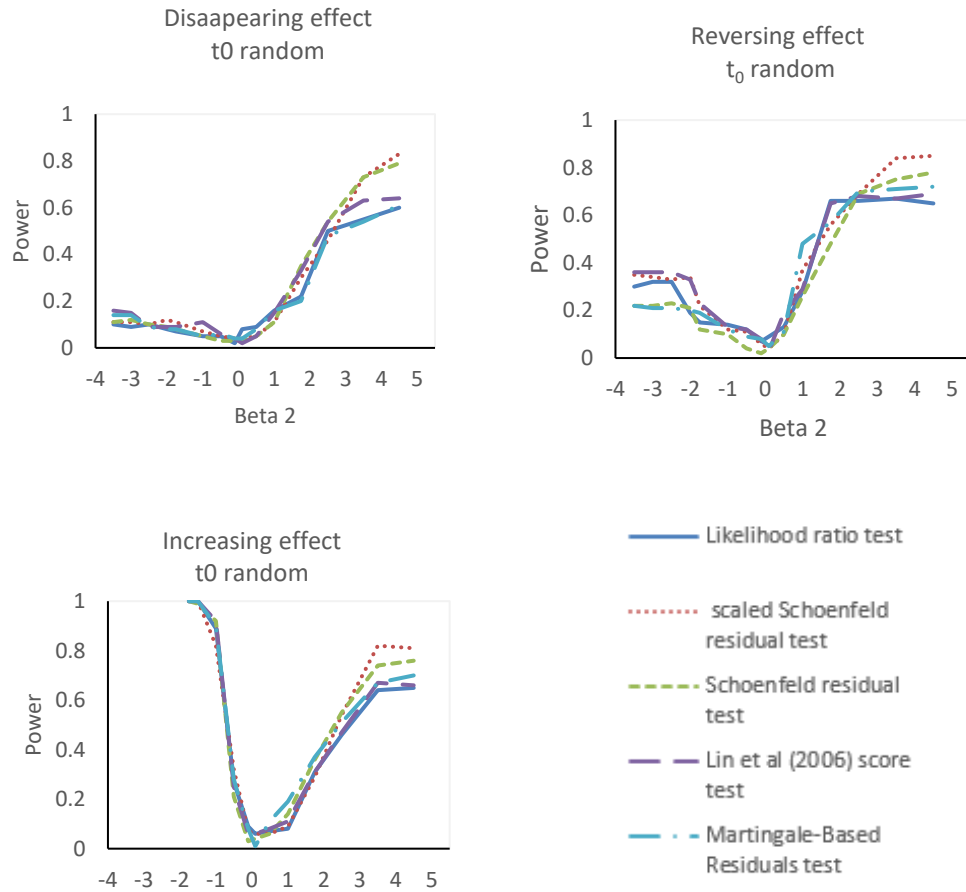 Disaapearing effect
t0 random
1
0.8
0.6
0.4
0.2
0
Power
-4 -3 -2 -1 0 1 2 3 4 5
Beta 2
Reversing effect
t₀ random
1
0.8
0.6
0.4
0.2
0
Power
-4 -3 -2 -1 0 1 2 3 4 5
Beta 2
Increasing effect
t0 random
1
0.8
0.6
0.4
0.2
0
Power
-4 -3 -2 -1 0 1 2 3 4 5
Likelihood ratio test
scaled Schoenfeld
residual test
Schoenfeld residual
test
Lin et al (2006) score
test
Martingale-Based
Residuals test